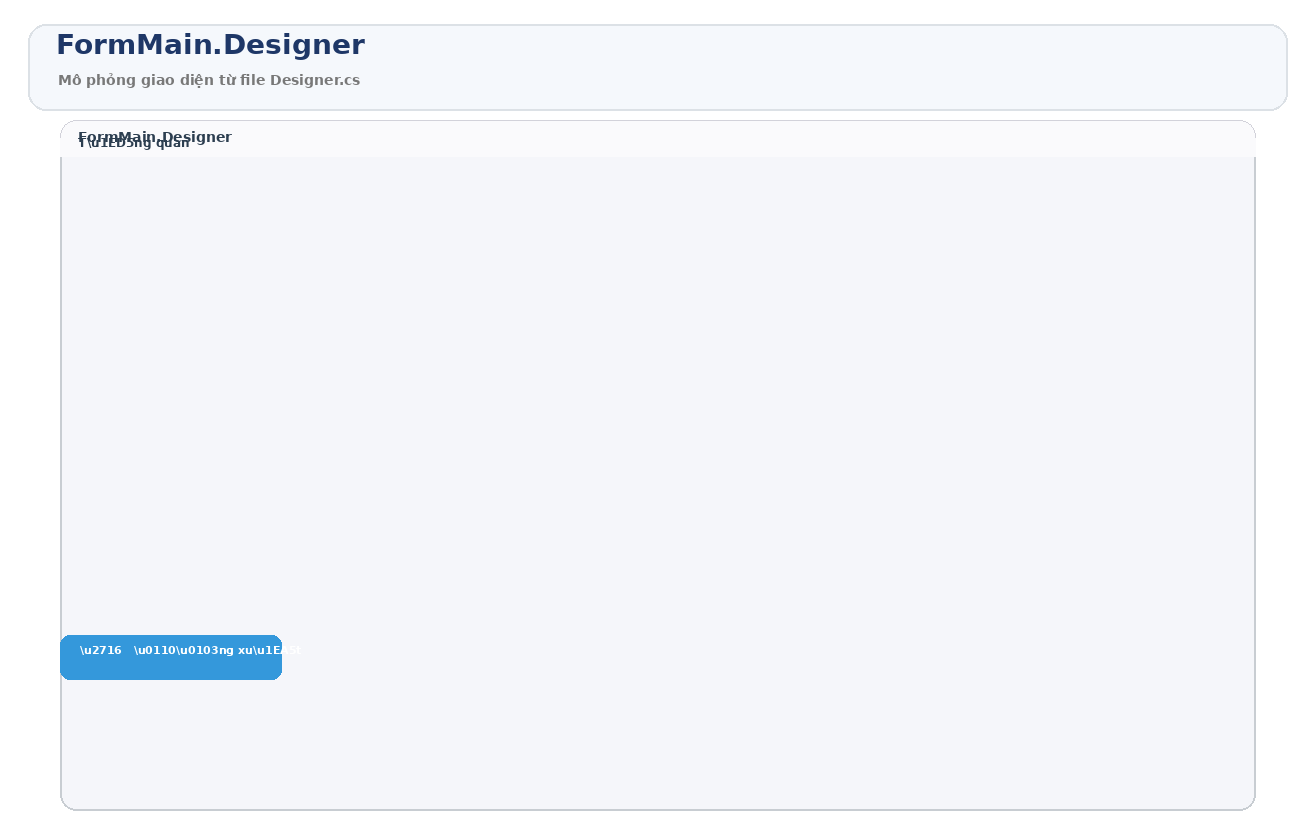 FormMain.Designer
Mô phỏng giao diện từ file Designer.cs
FormMain.Designer
T\u1ED5ng quan
\u2716   \u0110\u0103ng xu\u1EA5t